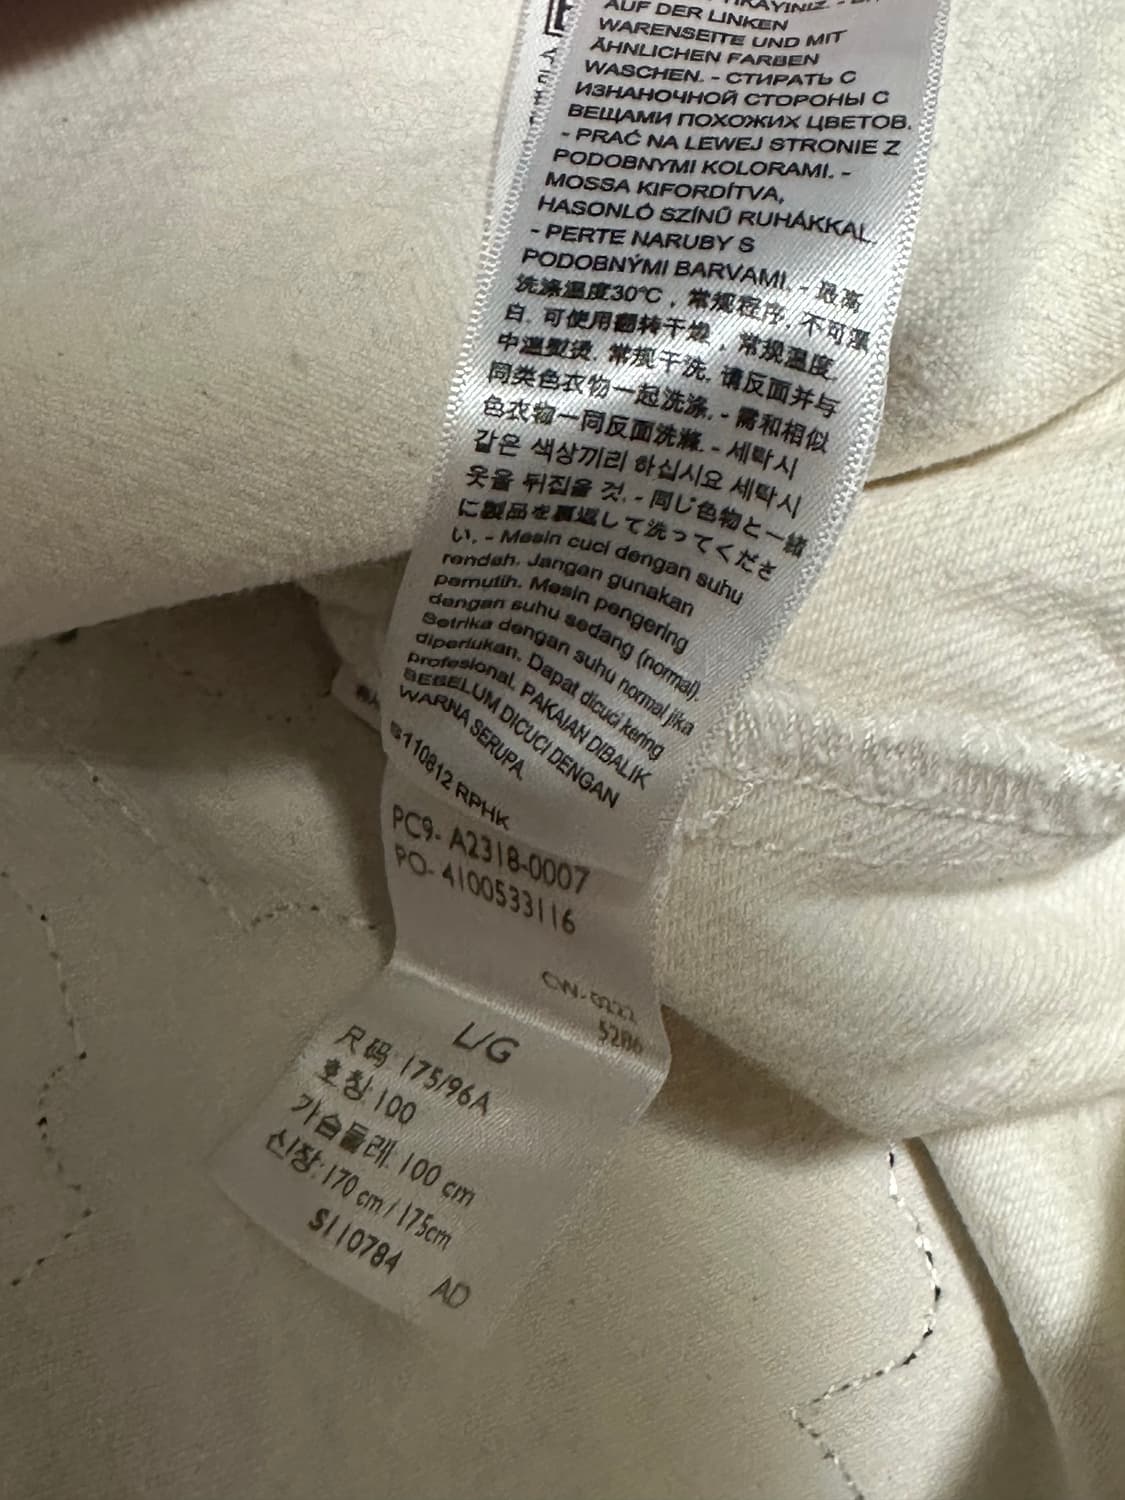 AUF DER LINKEN
WARENSEITE UND MIT
ÄHNLICHEN FARBEN
WASCHEN. - СТИРАТЬ С
ИЗНАНОЧНОЙ СТОРОНЫ С
ВЕЩАМИ ПОХОЖИХ ЦВЕТОВ.
- PRAĆ NA LEWEJ STRONIE Z
PODOBNYMI KOLORAMI. -
MOSSA KIFORDÍTVA,
HASONLÓ SZÍNŰ RUHÁKKAL.
- PERTE NARUBY S
PODOBNÝMI BARVAMI. - 最高
洗涤温度30°C , 常规程序, 不可漂
白. 可使用翻转干燥 , 常规温度.
中温熨烫. 常规干洗. 请反面并与
同类色衣物一起洗涤. - 需和相似
色衣物一同反面洗滌. - 세탁시
같은 색상끼리 하십시요 세탁시
옷을 뒤집을 것. - 同じ色物と一緒
に製品を裏返して洗ってくださ
い. - Mesin cuci dengan suhu
rendah. Jangan gunakan
pemutih. Mesin pengering
dengan suhu sedang (normal).
Setrika dengan suhu normal jika
diperlukan. Dapat dicuci kering
profesional. PAKAIAN DIBALIK
SEBELUM DICUCI DENGAN
WARNA SERUPA.
S110812 RPHK
PC9- A2318-0007
PO- 4100533116
L/G
尺码: 175/96A
호칭: 100
가슴둘레: 100 cm
신장: 170 cm / 175cm
S110784 AD